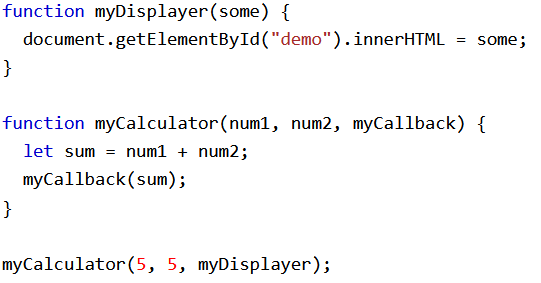 function myDisplayer(some) {
  document.getElementById("demo").innerHTML = some;
}

function myCalculator(num1, num2, myCallback) {
  let sum = num1 + num2;
  myCallback(sum);
}

myCalculator(5, 5, myDisplayer);